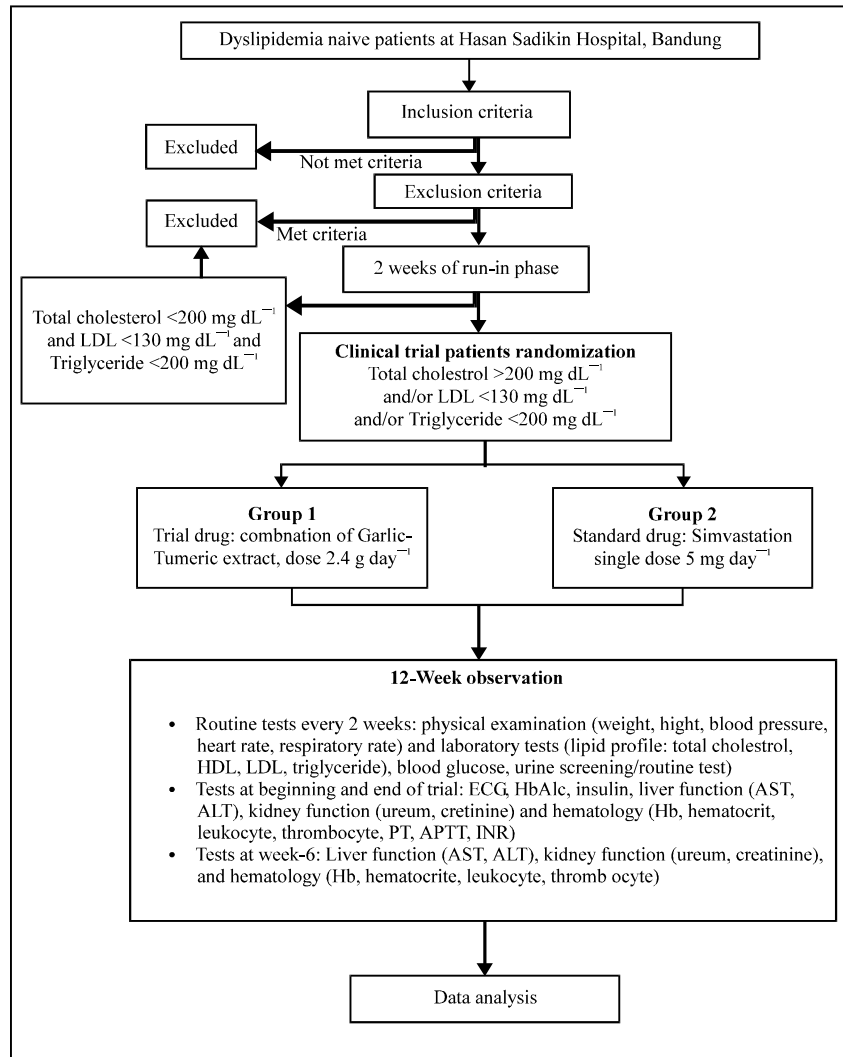 Dyslipidemia naive patients at Hasan Sadikin Hospital, Bandung
Inclusion criteria
Excluded
Not met criteria
Exclusion criteria
Excluded
Met criteria
2 weeks of run-in phase
Total cholesterol <200 mg dL⁻¹
and LDL <130 mg dL⁻¹ and
Triglyceride <200 mg dL⁻¹
Clinical trial patients randomization
Total cholestrol >200 mg dL⁻¹
and/or LDL <130 mg dL⁻¹
and/or Triglyceride <200 mg dL⁻¹
Group 1
Trial drug: combnation of Garlic-
Tumeric extract, dose 2.4 g day⁻¹
Group 2
Standard drug: Simvastation
single dose 5 mg day⁻¹
12-Week observation
• Routine tests every 2 weeks: physical examination (weight, hight, blood pressure,
heart rate, respiratory rate) and laboratory tests (lipid profile: total cholestrol,
HDL, LDL, triglyceride), blood glucose, urine screening/routine test)
• Tests at beginning and end of trial: ECG, HbAlc, insulin, liver function (AST,
ALT), kidney function (ureum, cretinine) and hematology (Hb, hematocrit,
leukocyte, thrombocyte, PT, APTT, INR)
• Tests at week-6: Liver function (AST, ALT), kidney function (ureum, creatinine),
and hematology (Hb, hematocrite, leukocyte, thromb ocyte)
Data analysis